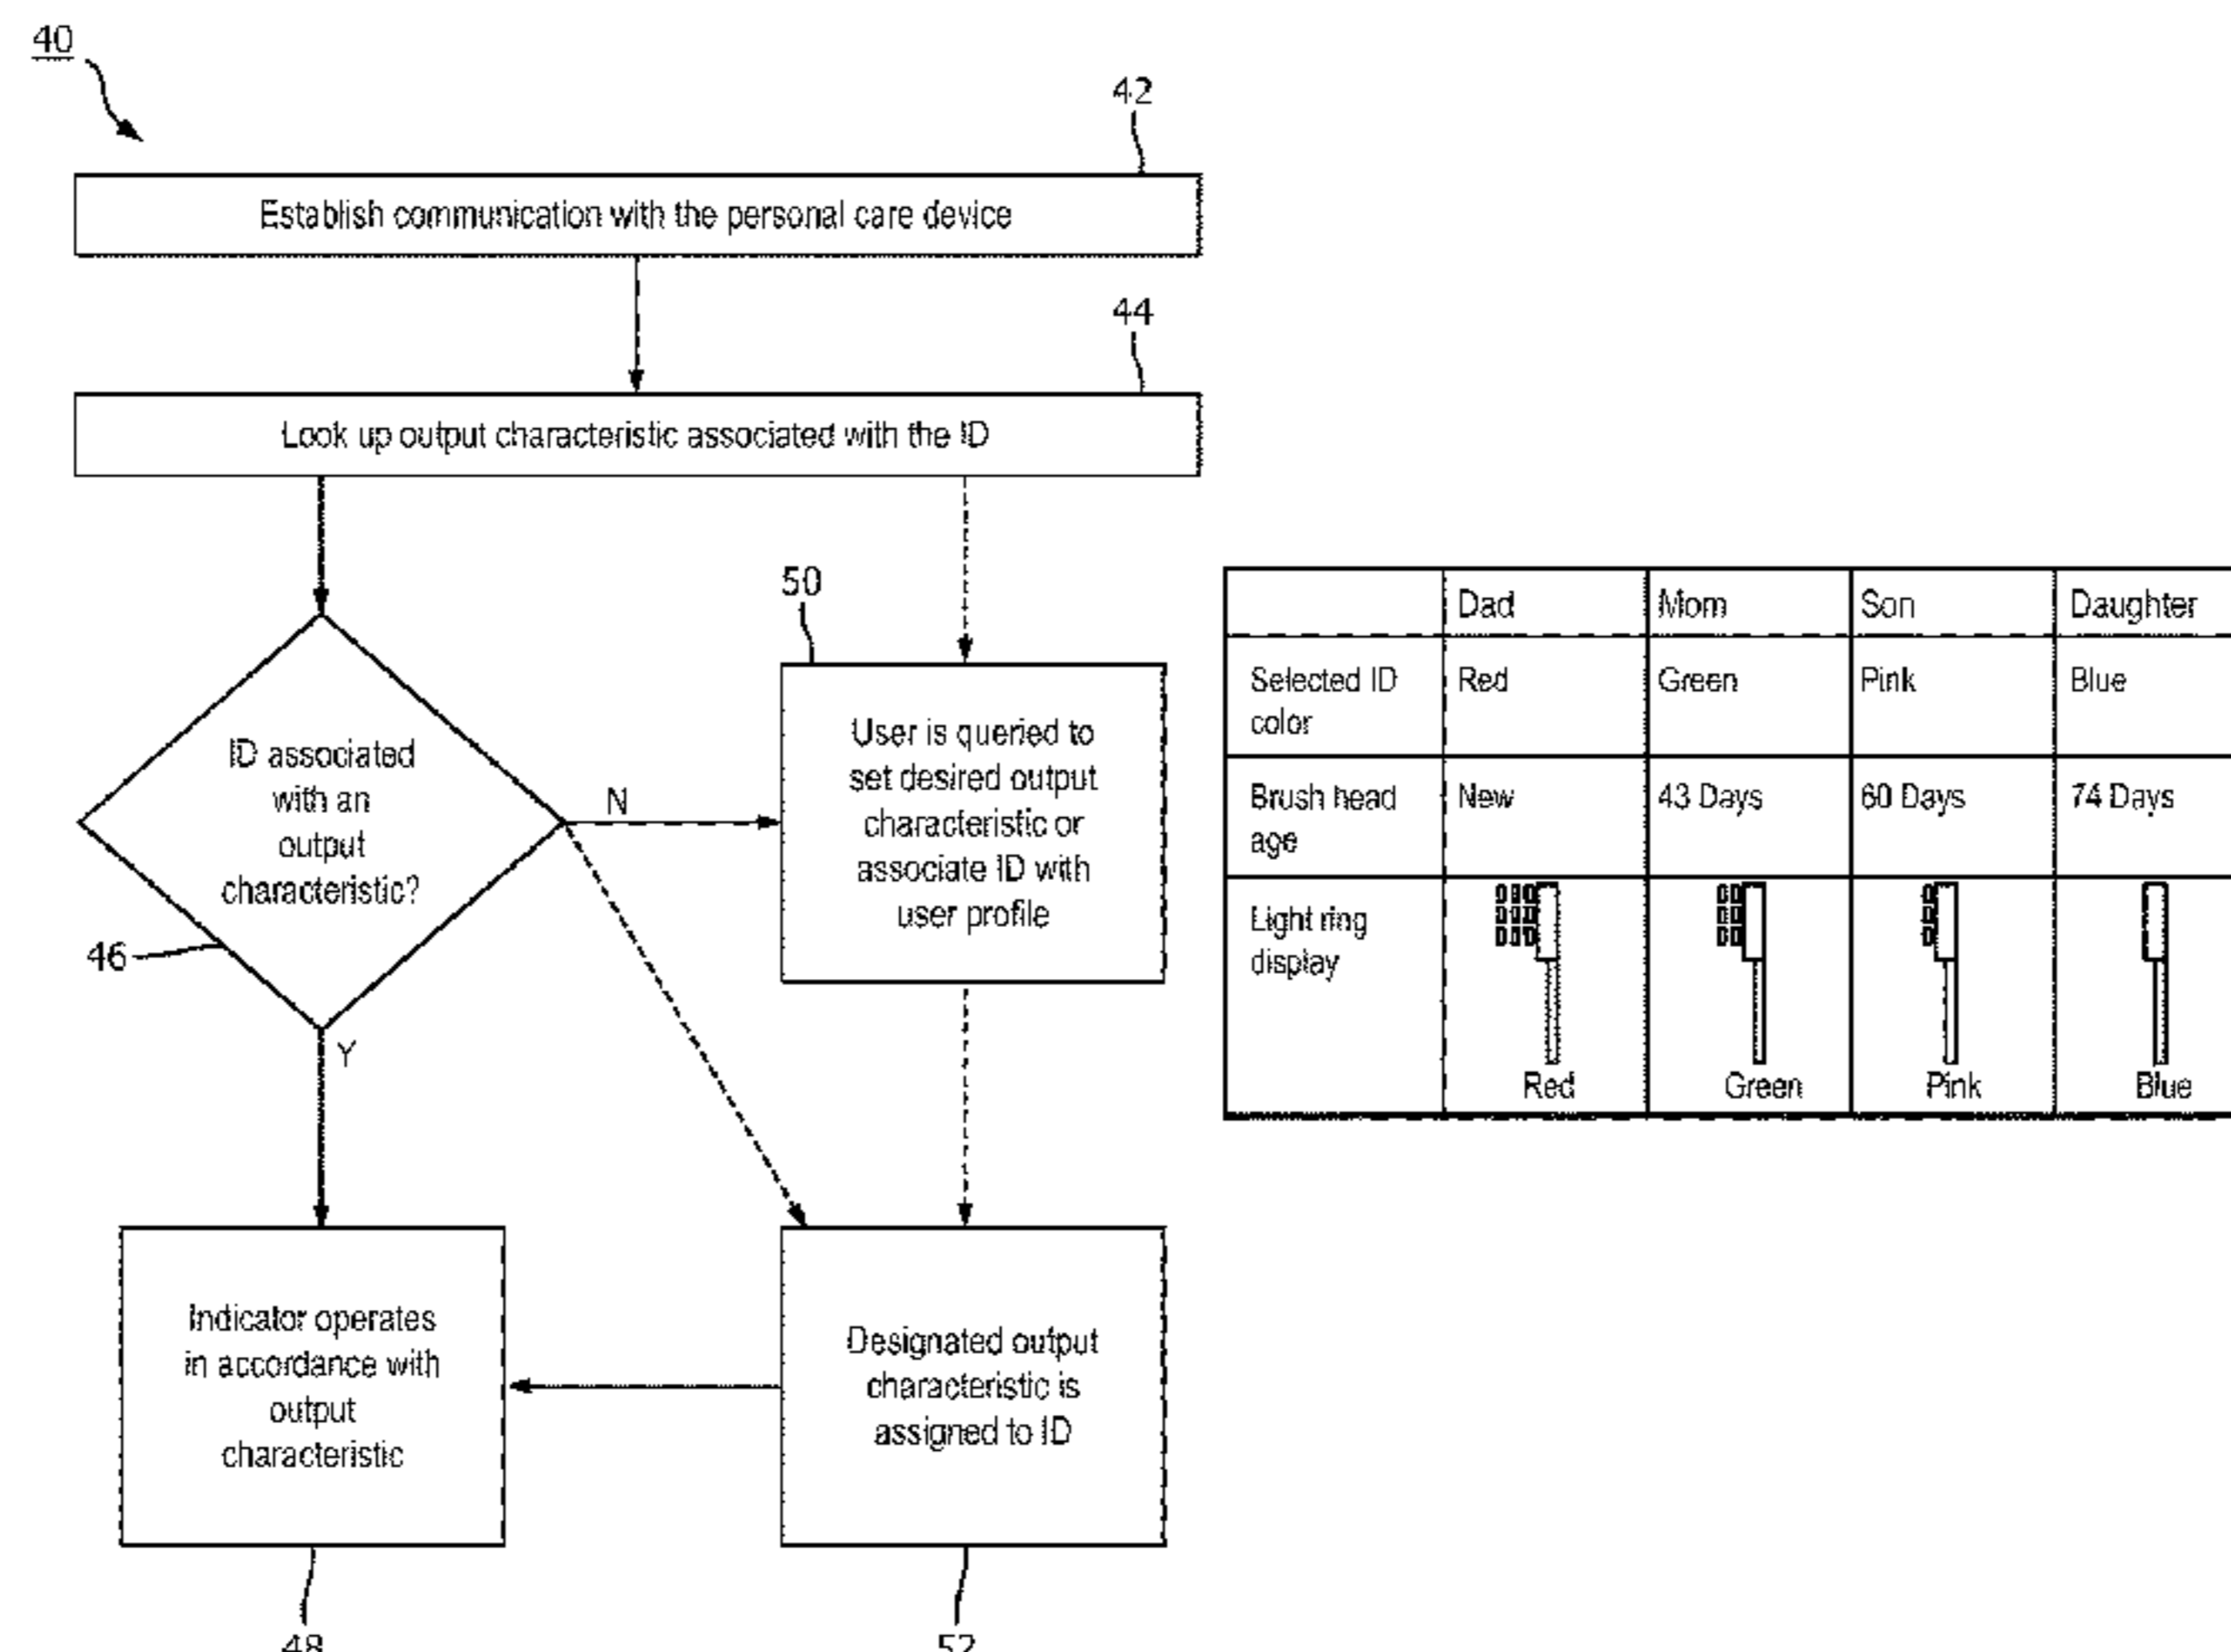 40
42
Establish communication with the personal care device
44
Look up output characteristic associated with the ID
50
ID associated
with an
output
characteristic?
N
User is queried to
set desired output
characteristic or
associate ID with
user profile
46
Y
Indicator operates
in accordance with
output
characteristic
Designated output
characteristic is
assigned to ID
48
52
Dad Mom Son Daughter
Selected ID
color
Red Green Pink Blue
Brush head
age
New 43 Days 60 Days 74 Days
Light ring
display
Red Green Pink Blue